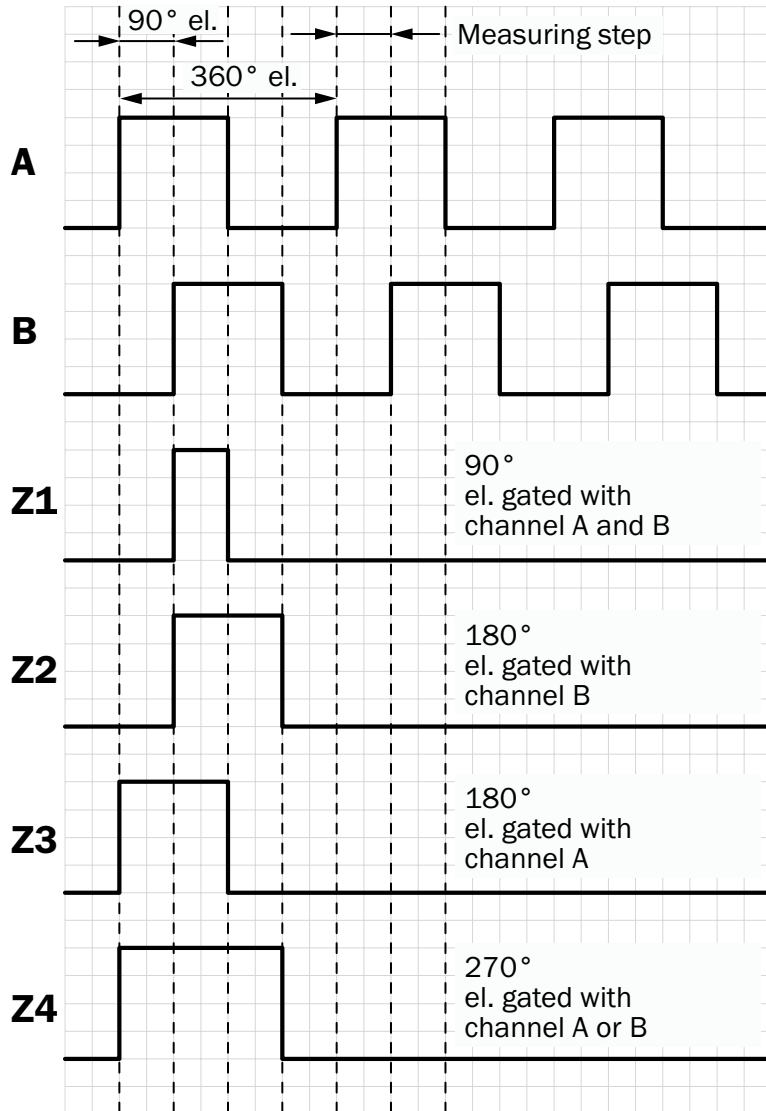 90° el.
Measuring step
360° el.
A
B
Z1
90°
el. gated with
channel A and B
Z2
180°
el. gated with
channel B
Z3
180°
el. gated with
channel A
Z4
270°
el. gated with
channel A or B